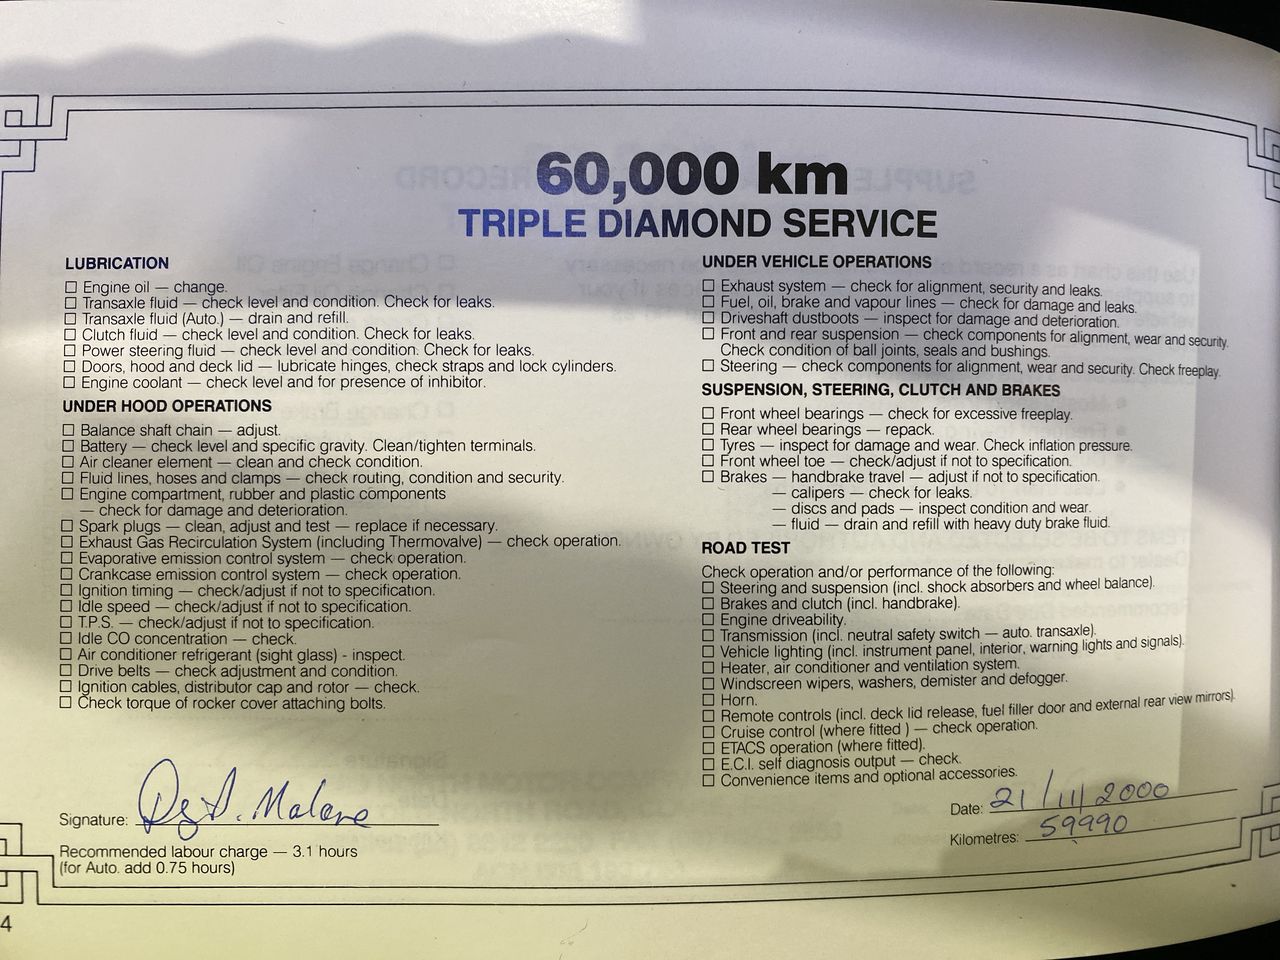 60,000 km
TRIPLE DIAMOND SERVICE
LUBRICATION
☐ Engine oil — change.
☐ Transaxle fluid — check level and condition. Check for leaks.
☐ Transaxle fluid (Auto.) — drain and refill.
☐ Clutch fluid — check level and condition. Check for leaks.
☐ Power steering fluid — check level and condition. Check for leaks.
☐ Doors, hood and deck lid — lubricate hinges, check straps and lock cylinders.
☐ Engine coolant — check level and for presence of inhibitor.
UNDER HOOD OPERATIONS
☐ Balance shaft chain — adjust.
☐ Battery — check level and specific gravity. Clean/tighten terminals.
☐ Air cleaner element — clean and check condition.
☐ Fluid lines, hoses and clamps — check routing, condition and security.
☐ Engine compartment, rubber and plastic components
— check for damage and deterioration.
☐ Spark plugs — clean, adjust and test — replace if necessary.
☐ Exhaust Gas Recirculation System (including Thermovalve) — check operation.
☐ Evaporative emission control system — check operation.
☐ Crankcase emission control system — check operation.
☐ Ignition timing — check/adjust if not to specification.
☐ Idle speed — check/adjust if not to specification.
☐ T.P.S. — check/adjust if not to specification.
☐ Idle CO concentration — check.
☐ Air conditioner refrigerant (sight glass) - inspect.
☐ Drive belts — check adjustment and condition.
☐ Ignition cables, distributor cap and rotor — check.
☐ Check torque of rocker cover attaching bolts.
Signature: Malone
Recommended labour charge — 3.1 hours
(for Auto. add 0.75 hours)
UNDER VEHICLE OPERATIONS
☐ Exhaust system — check for alignment, security and leaks.
☐ Fuel, oil, brake and vapour lines — check for damage and leaks.
☐ Driveshaft dustboots — inspect for damage and deterioration.
☐ Front and rear suspension — check components for alignment, wear and security.
Check condition of ball joints, seals and bushings.
☐ Steering — check components for alignment, wear and security. Check freeplay.
SUSPENSION, STEERING, CLUTCH AND BRAKES
☐ Front wheel bearings — check for excessive freeplay.
☐ Rear wheel bearings — repack.
☐ Tyres — inspect for damage and wear. Check inflation pressure.
☐ Front wheel toe — check/adjust if not to specification.
☐ Brakes — handbrake travel — adjust if not to specification.
— calipers — check for leaks.
— discs and pads — inspect condition and wear.
— fluid — drain and refill with heavy duty brake fluid.
ROAD TEST
Check operation and/or performance of the following:
☐ Steering and suspension (incl. shock absorbers and wheel balance).
☐ Brakes and clutch (incl. handbrake).
☐ Engine driveability.
☐ Transmission (incl. neutral safety switch — auto. transaxle).
☐ Vehicle lighting (incl. instrument panel, interior, warning lights and signals).
☐ Heater, air conditioner and ventilation system.
☐ Windscreen wipers, washers, demister and defogger.
☐ Horn.
☐ Remote controls (incl. deck lid release, fuel filler door and external rear view mirrors).
☐ Cruise control (where fitted ) — check operation.
☐ ETACS operation (where fitted).
☐ E.C.I. self diagnosis output — check.
☐ Convenience items and optional accessories.
Date: 21/11/2000
Kilometres: 59990
4